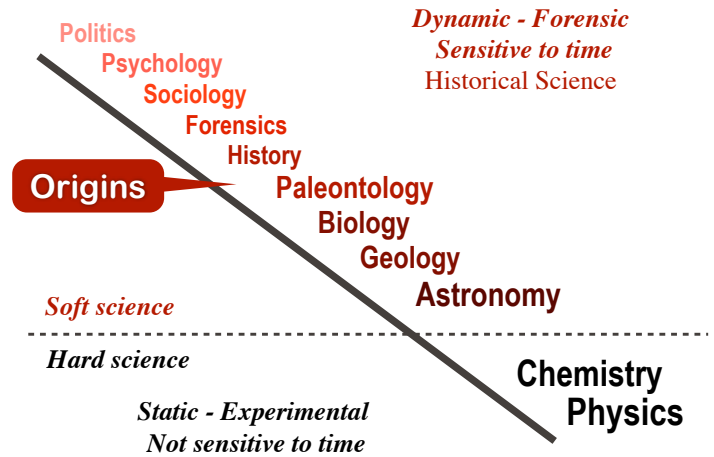 Politics
Psychology
Sociology
Forensics
History
Origins
Paleontology
Biology
Geology
Astronomy
Dynamic - Forensic
Sensitive to time
Historical Science
Soft science
Hard science
Chemistry
Physics
Static - Experimental
Not sensitive to time